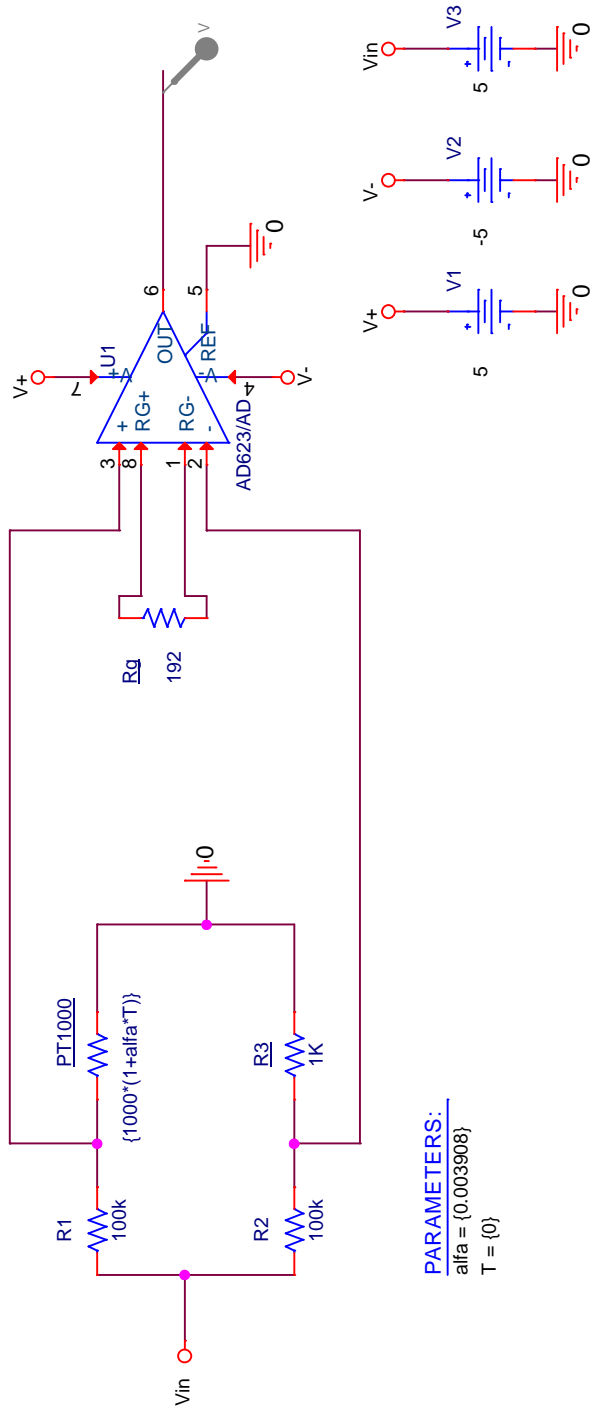 Vin
R1
100k
R2
100k
PT1000
{1000*(1+alfa*T)}
R3
1K
0
Rg
192
3
8
1
2
+
RG+
RG-
-
V+
7
+A
U1
OUT
6
REF
5
-A
4
V-
AD623/AD
0
V
PARAMETERS:
alfa = {0.003908}
T = {0}
V+
V1
+
5
-
0
V-
V2
+
-5
-
0
Vin
V3
+
5
-
0